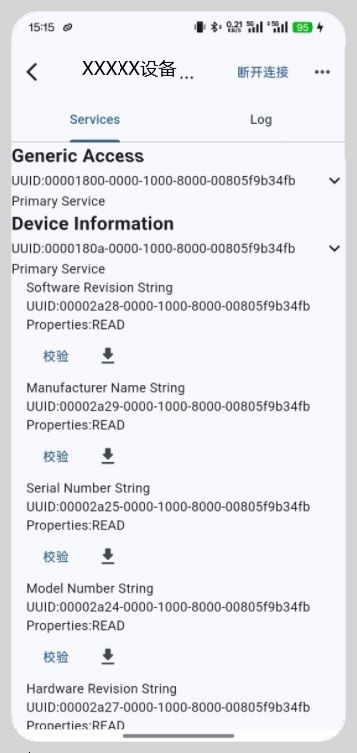 15:15
0.21 KB/S 5G 5G 95
XXXXX设备... 断开连接
Services Log
Generic Access
UUID:00001800-0000-1000-8000-00805f9b34fb
Primary Service
Device Information
UUID:0000180a-0000-1000-8000-00805f9b34fb
Primary Service
Software Revision String
UUID:00002a28-0000-1000-8000-00805f9b34fb
Properties:READ
校验
Manufacturer Name String
UUID:00002a29-0000-1000-8000-00805f9b34fb
Properties:READ
校验
Serial Number String
UUID:00002a25-0000-1000-8000-00805f9b34fb
Properties:READ
校验
Model Number String
UUID:00002a24-0000-1000-8000-00805f9b34fb
Properties:READ
校验
Hardware Revision String
UUID:00002a27-0000-1000-8000-00805f9b34fb
Properties:READ